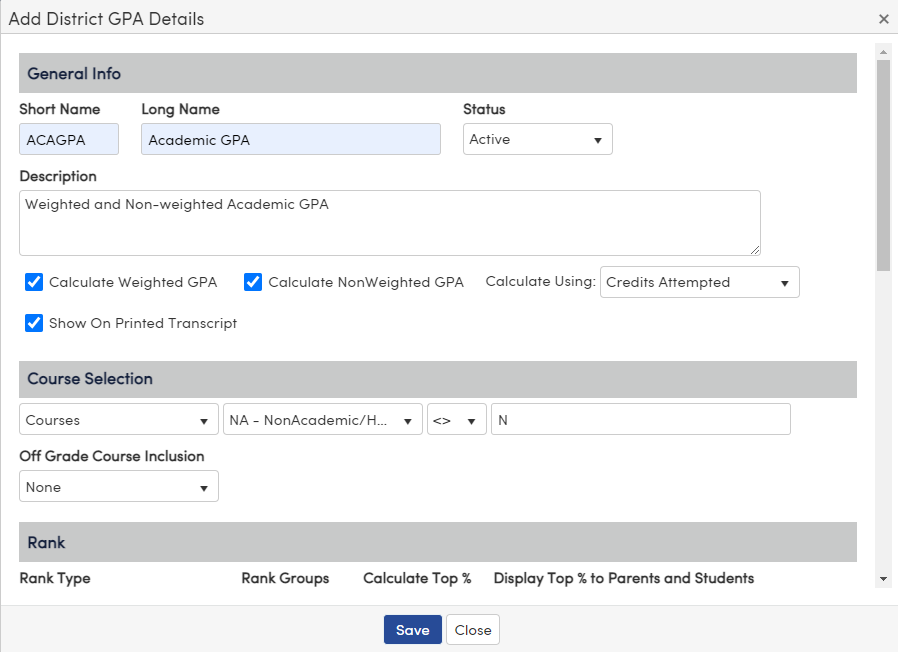 Add District GPA Details ×
General Info
Short Name Long Name Status
ACAGPA Academic GPA Active
Description
Weighted and Non-weighted Academic GPA
Calculate Weighted GPA Calculate NonWeighted GPA Calculate Using: Credits Attempted
Show On Printed Transcript
Course Selection
Courses NA - NonAcademic/H... <> N
Off Grade Course Inclusion
None
Rank
Rank Type Rank Groups Calculate Top % Display Top % to Parents and Students
Save Close